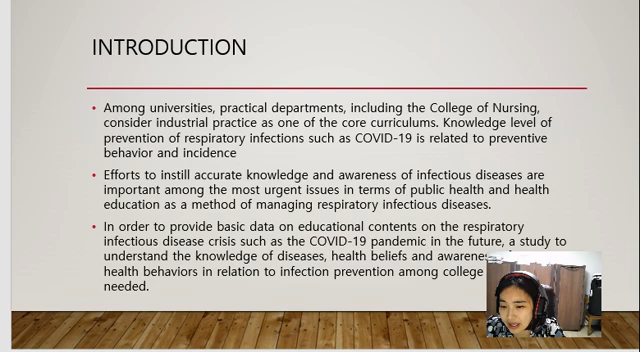 INTRODUCTION
• Among universities, practical departments, including the College of Nursing,
consider industrial practice as one of the core curriculums. Knowledge level of
prevention of respiratory infections such as COVID-19 is related to preventive
behavior and incidence
• Efforts to instill accurate knowledge and awareness of infectious diseases are
important among the most urgent issues in terms of public health and health
education as a method of managing respiratory infectious diseases.
• In order to provide basic data on educational contents on the respiratory
infectious disease crisis such as the COVID-19 pandemic in the future, a study to
understand the knowledge of diseases, health beliefs and
health behaviors in relation to infection prevention among college
needed.